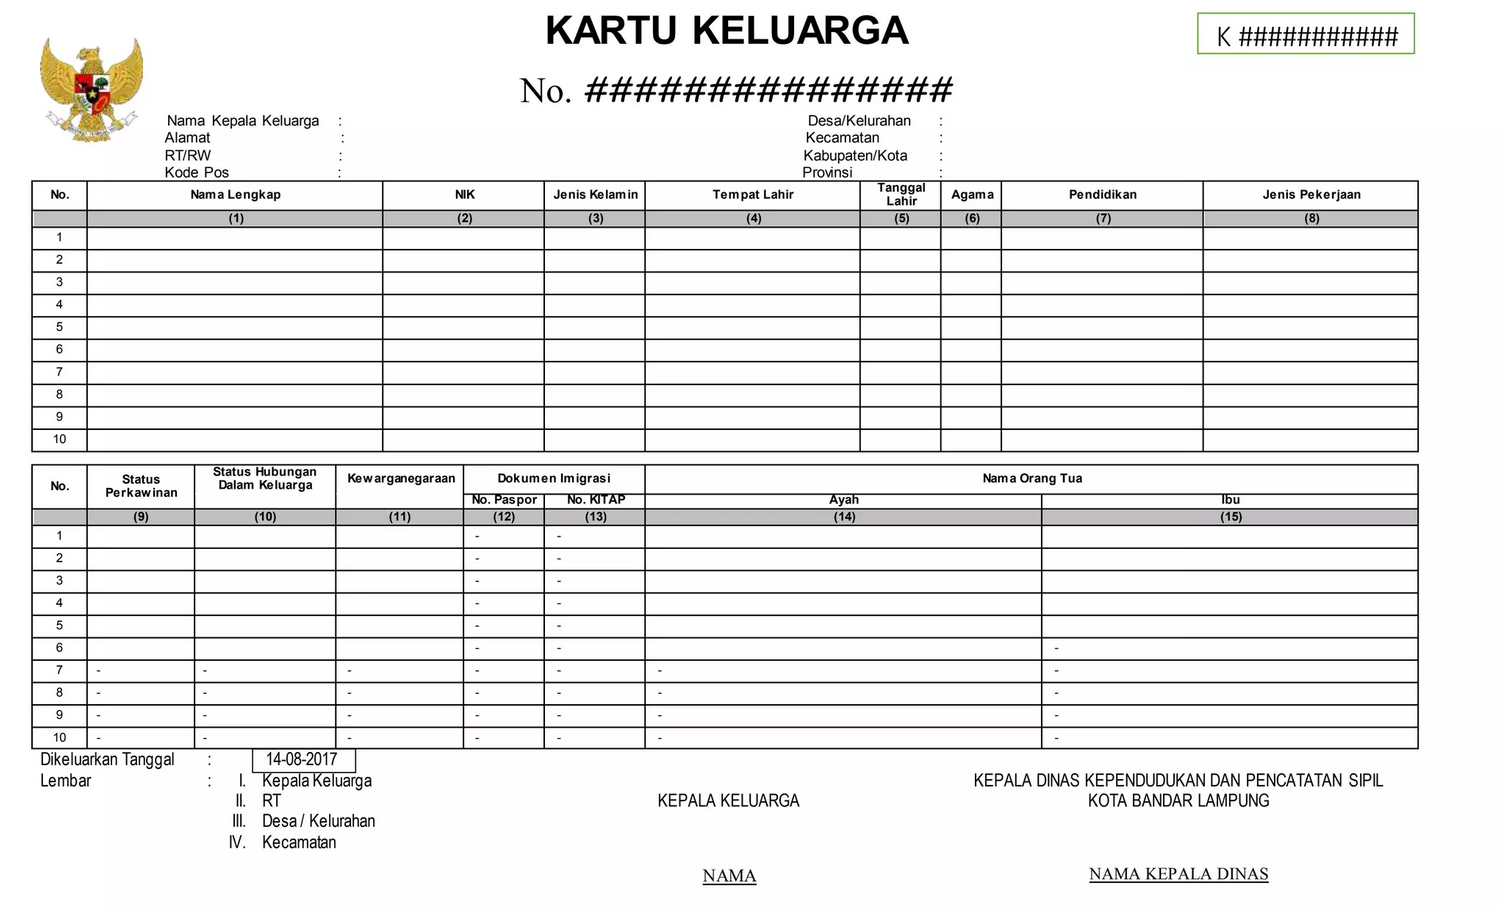 KARTU KELUARGA
K ###########
No. ###############
Nama Kepala Keluarga :
Alamat :
RT/RW :
Kode Pos :
Desa/Kelurahan :
Kecamatan :
Kabupaten/Kota :
Provinsi :
No. Nama Lengkap NIK Jenis Kelamin Tempat Lahir Tanggal Lahir Agama Pendidikan Jenis Pekerjaan
(1) (2) (3) (4) (5) (6) (7) (8)
1
2
3
4
5
6
7
8
9
10
No. Status Perkawinan Status Hubungan Dalam Keluarga Kewarganegaraan Dokumen Imigrasi Nama Orang Tua
No. Paspor No. KITAP Ayah Ibu
(9) (10) (11) (12) (13) (14) (15)
1 - -
2 - -
3 - -
4 - -
5 - -
6 - - -
7 - - - - - - -
8 - - - - - - -
9 - - - - - - -
10 - - - - - - -
Dikeluarkan Tanggal : 14-08-2017
Lembar : I. Kepala Keluarga
II. RT
III. Desa / Kelurahan
IV. Kecamatan
KEPALA KELUARGA
NAMA
KEPALA DINAS KEPENDUDUKAN DAN PENCATATAN SIPIL
KOTA BANDAR LAMPUNG
NAMA KEPALA DINAS